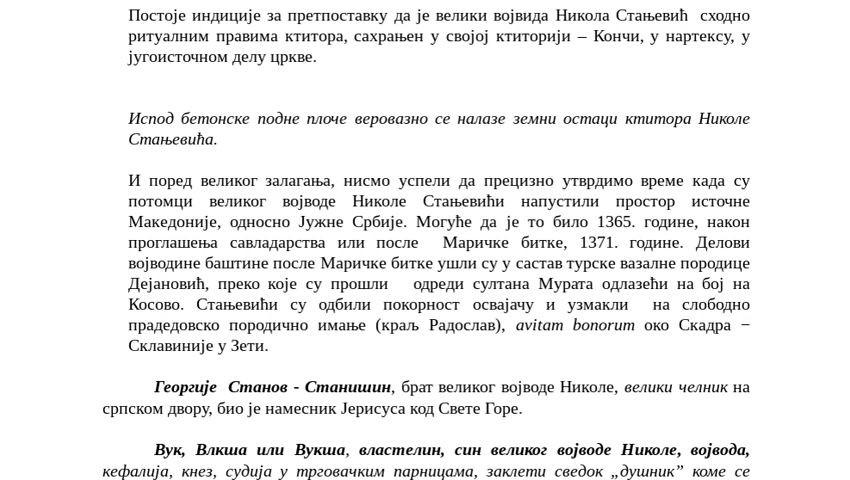 Постоје индиције за претпоставку да је велики војвида Никола Стањевић сходно
ритуалним правима ктитора, сахрањен у својој ктиторији – Кончи, у нартексу, у
југоисточном делу цркве.
Испод бетонске подне плоче веровазно се налазе земни остаци ктитора Николе
Стањевића.
И поред великог залагања, нисмо успели да прецизно утврдимо време када су
потомци великог војводе Николе Стањевићи напустили простор источне
Македоније, односно Јужне Србије. Могуће да је то било 1365. године, након
проглашења савладарства или после Маричке битке, 1371. године. Делови
војводине баштине после Маричке битке ушли су у састав турске вазалне породице
Дејановић, преко које су прошли одреди султана Мурата одлазећи на бој на
Косово. Стањевићи су одбили покорност освајачу и узмакли на слободно
прадедовско породично имање (краљ Радослав), avitam bonorum око Скадра −
Склавиније у Зети.
Георгије Станов - Станишин, брат великог војводе Николе, велики челник на
српском двору, био је намесник Јерисуса код Свете Горе.
Вук, Влкша или Вукша, властелин, син великог војводе Николе, војвода,
кефалија, кнез, судија у трговачким парницама, заклети сведок „душник” коме се